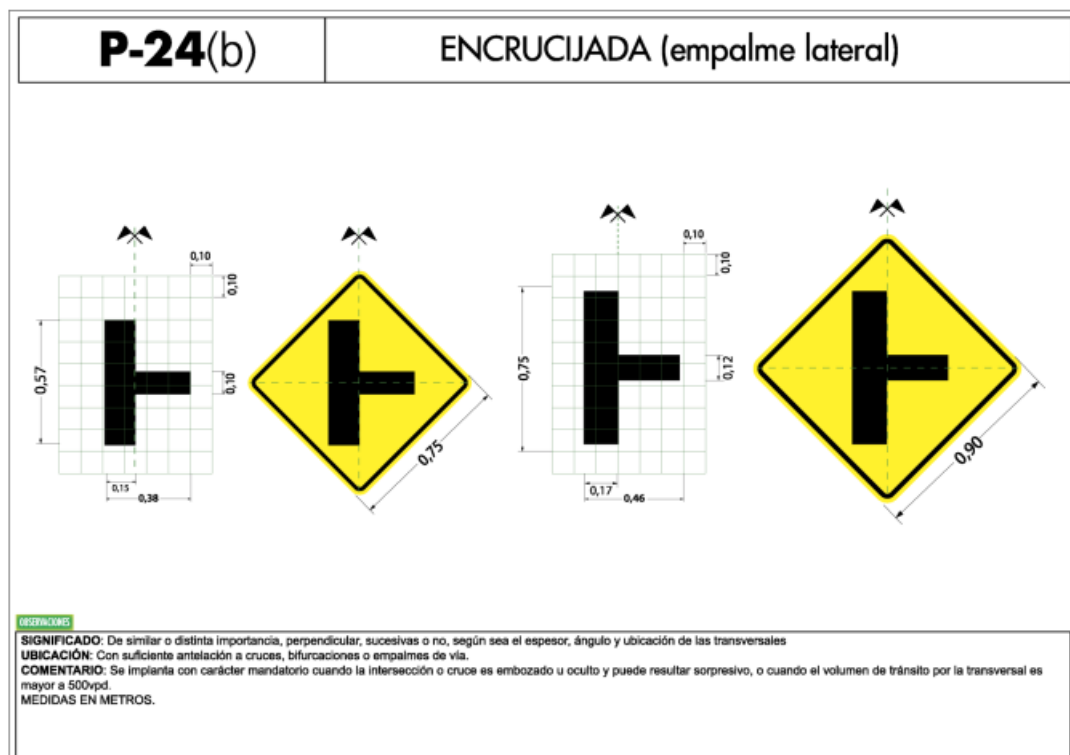 P-24(b)
ENCRUCIJADA (empalme lateral)
0,10
0,10
0,57
0,10
0,15
0,38
0,75
0,10
0,10
0,75
0,12
0,17
0,46
0,90
OBSERVACIONES
SIGNIFICADO: De similar o distinta importancia, perpendicular, sucesivas o no, según sea el espesor, ángulo y ubicación de las transversales
UBICACIÓN: Con suficiente antelación a cruces, bifurcaciones o empalmes de vía.
COMENTARIO: Se implanta con carácter mandatorio cuando la intersección o cruce es embozado u oculto y puede resultar sorpresivo, o cuando el volumen de tránsito por la transversal es
mayor a 500vpd.
MEDIDAS EN METROS.